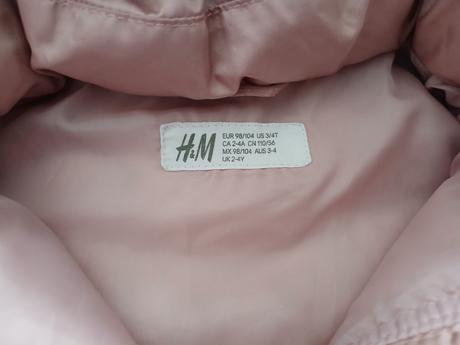 H&M
EUR 98/104 US 3/4T
CA 2-4A CN 110/56
MX 98/104 AUS 3-4
UK 2-4Y